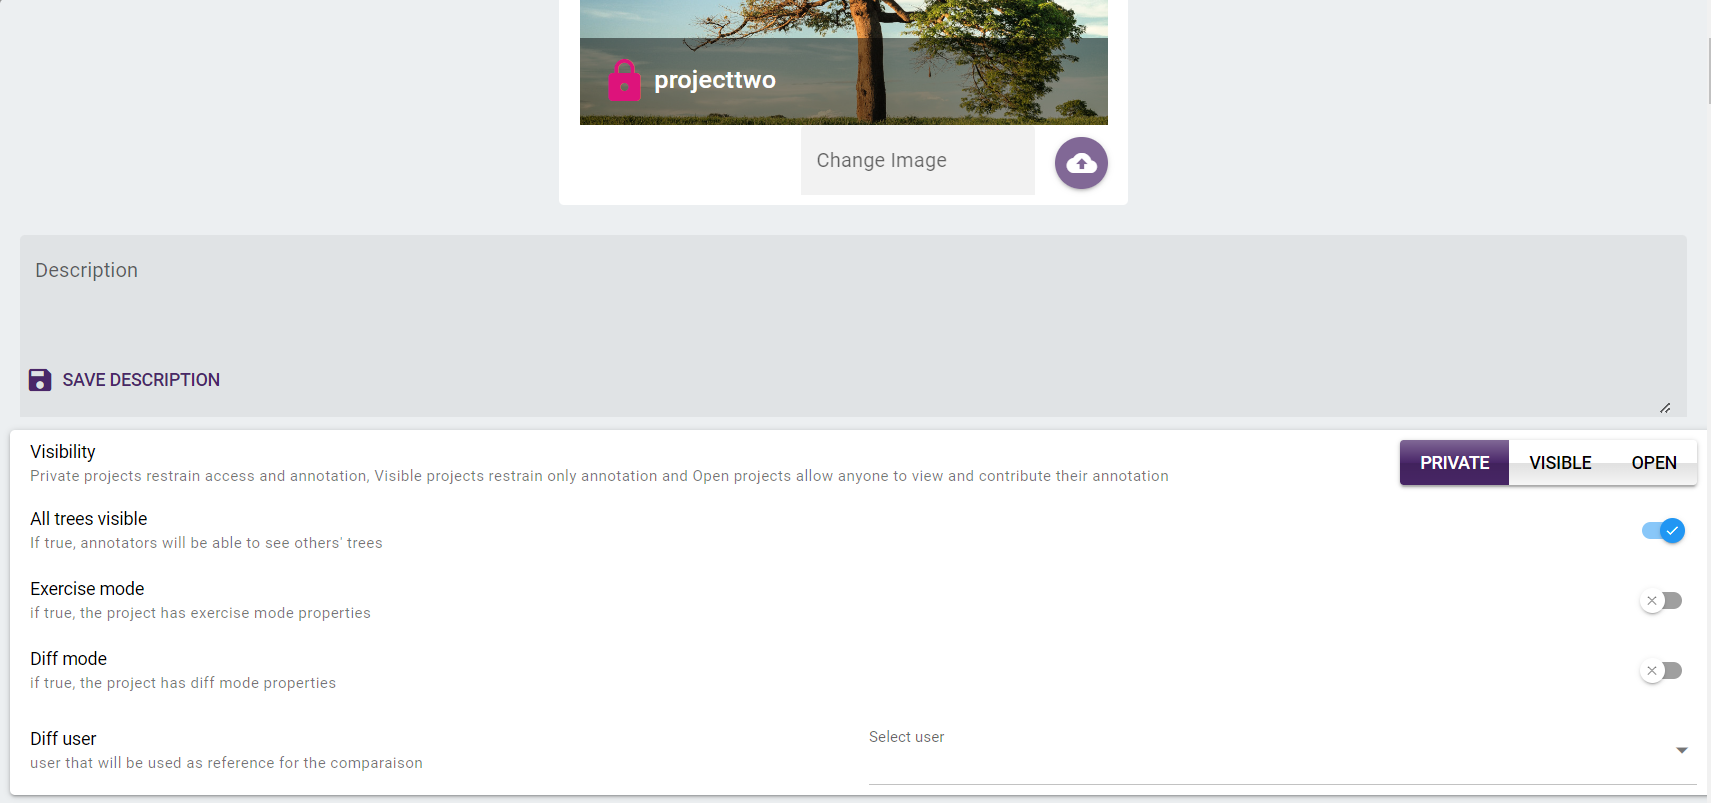 projecttwo
Change Image
Description
SAVE DESCRIPTION
Visibility
Private projects restrain access and annotation, Visible projects restrain only annotation and Open projects allow anyone to view and contribute their annotation
PRIVATE VISIBLE OPEN
All trees visible
If true, annotators will be able to see others' trees
Exercise mode
if true, the project has exercise mode properties
Diff mode
if true, the project has diff mode properties
Diff user
user that will be used as reference for the comparaison
Select user